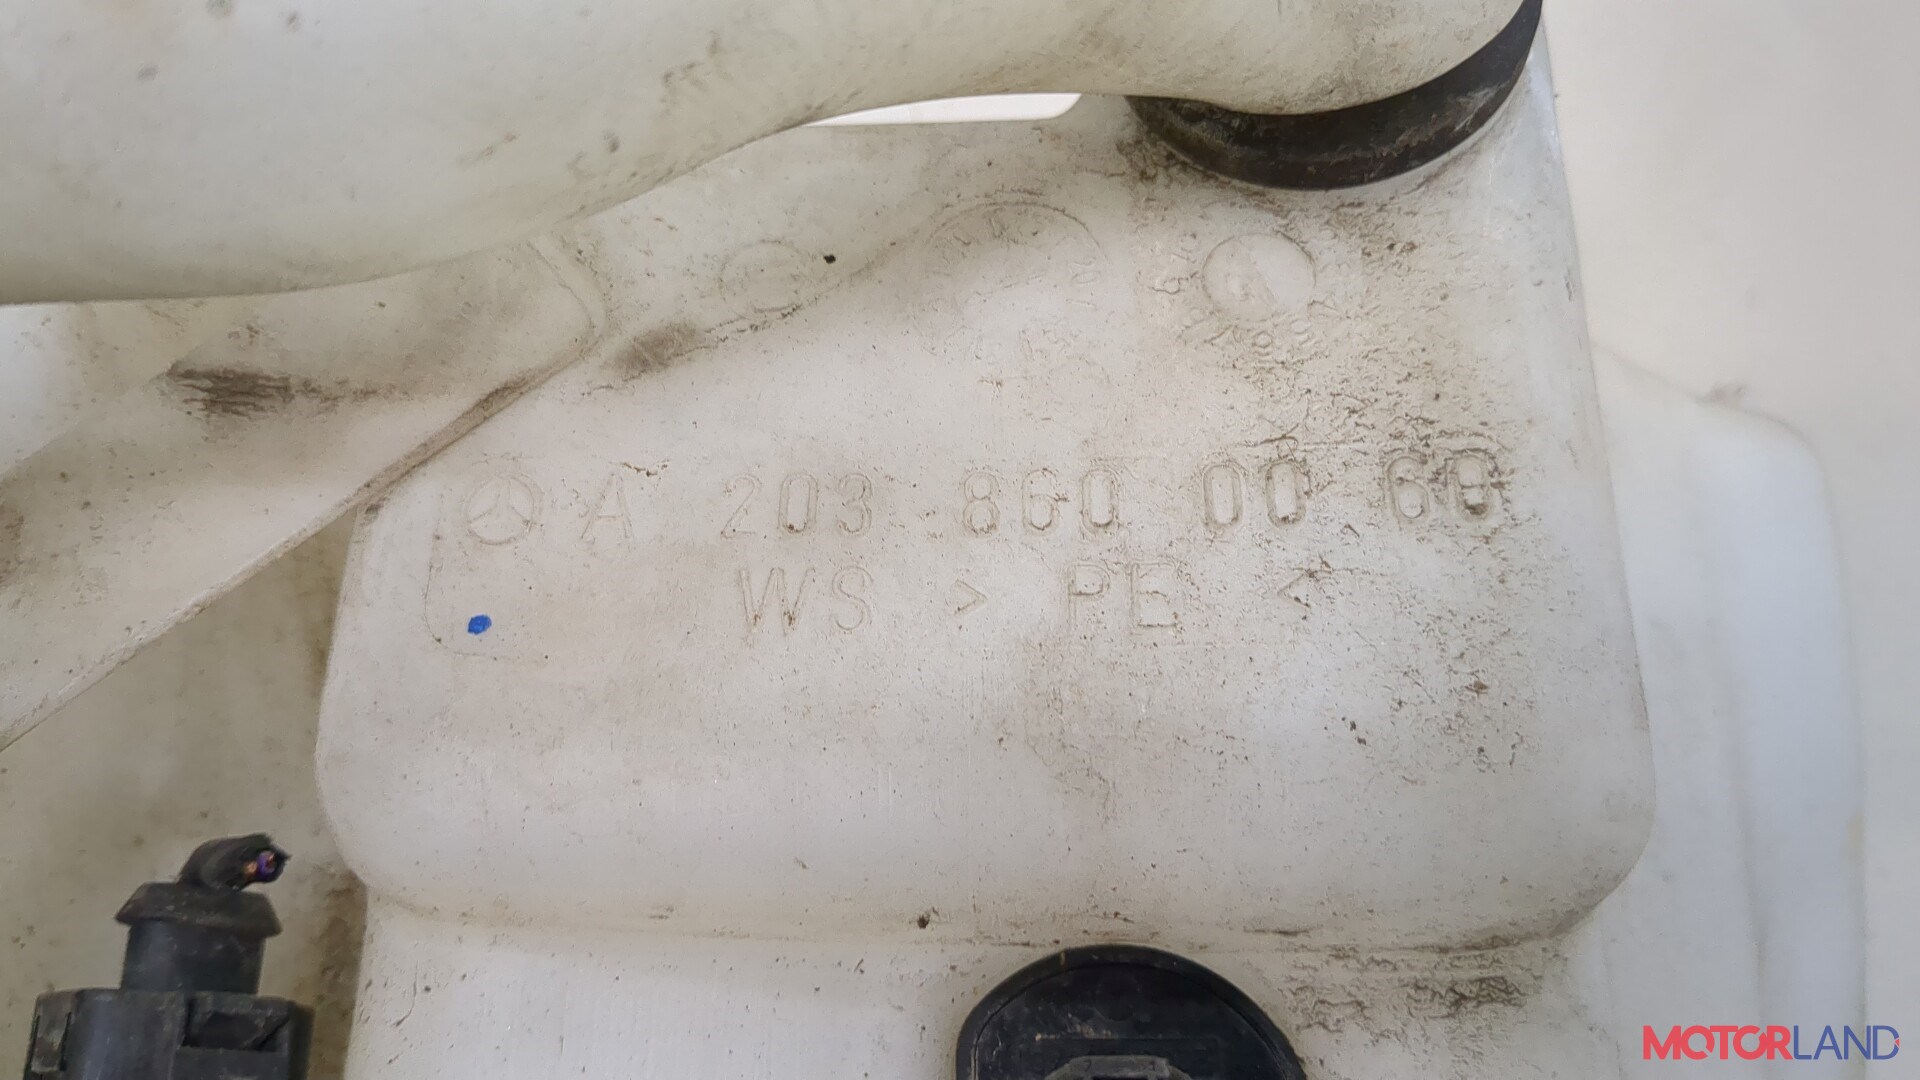 A 203 860 00 60
WS > PE <
MOTORLAND